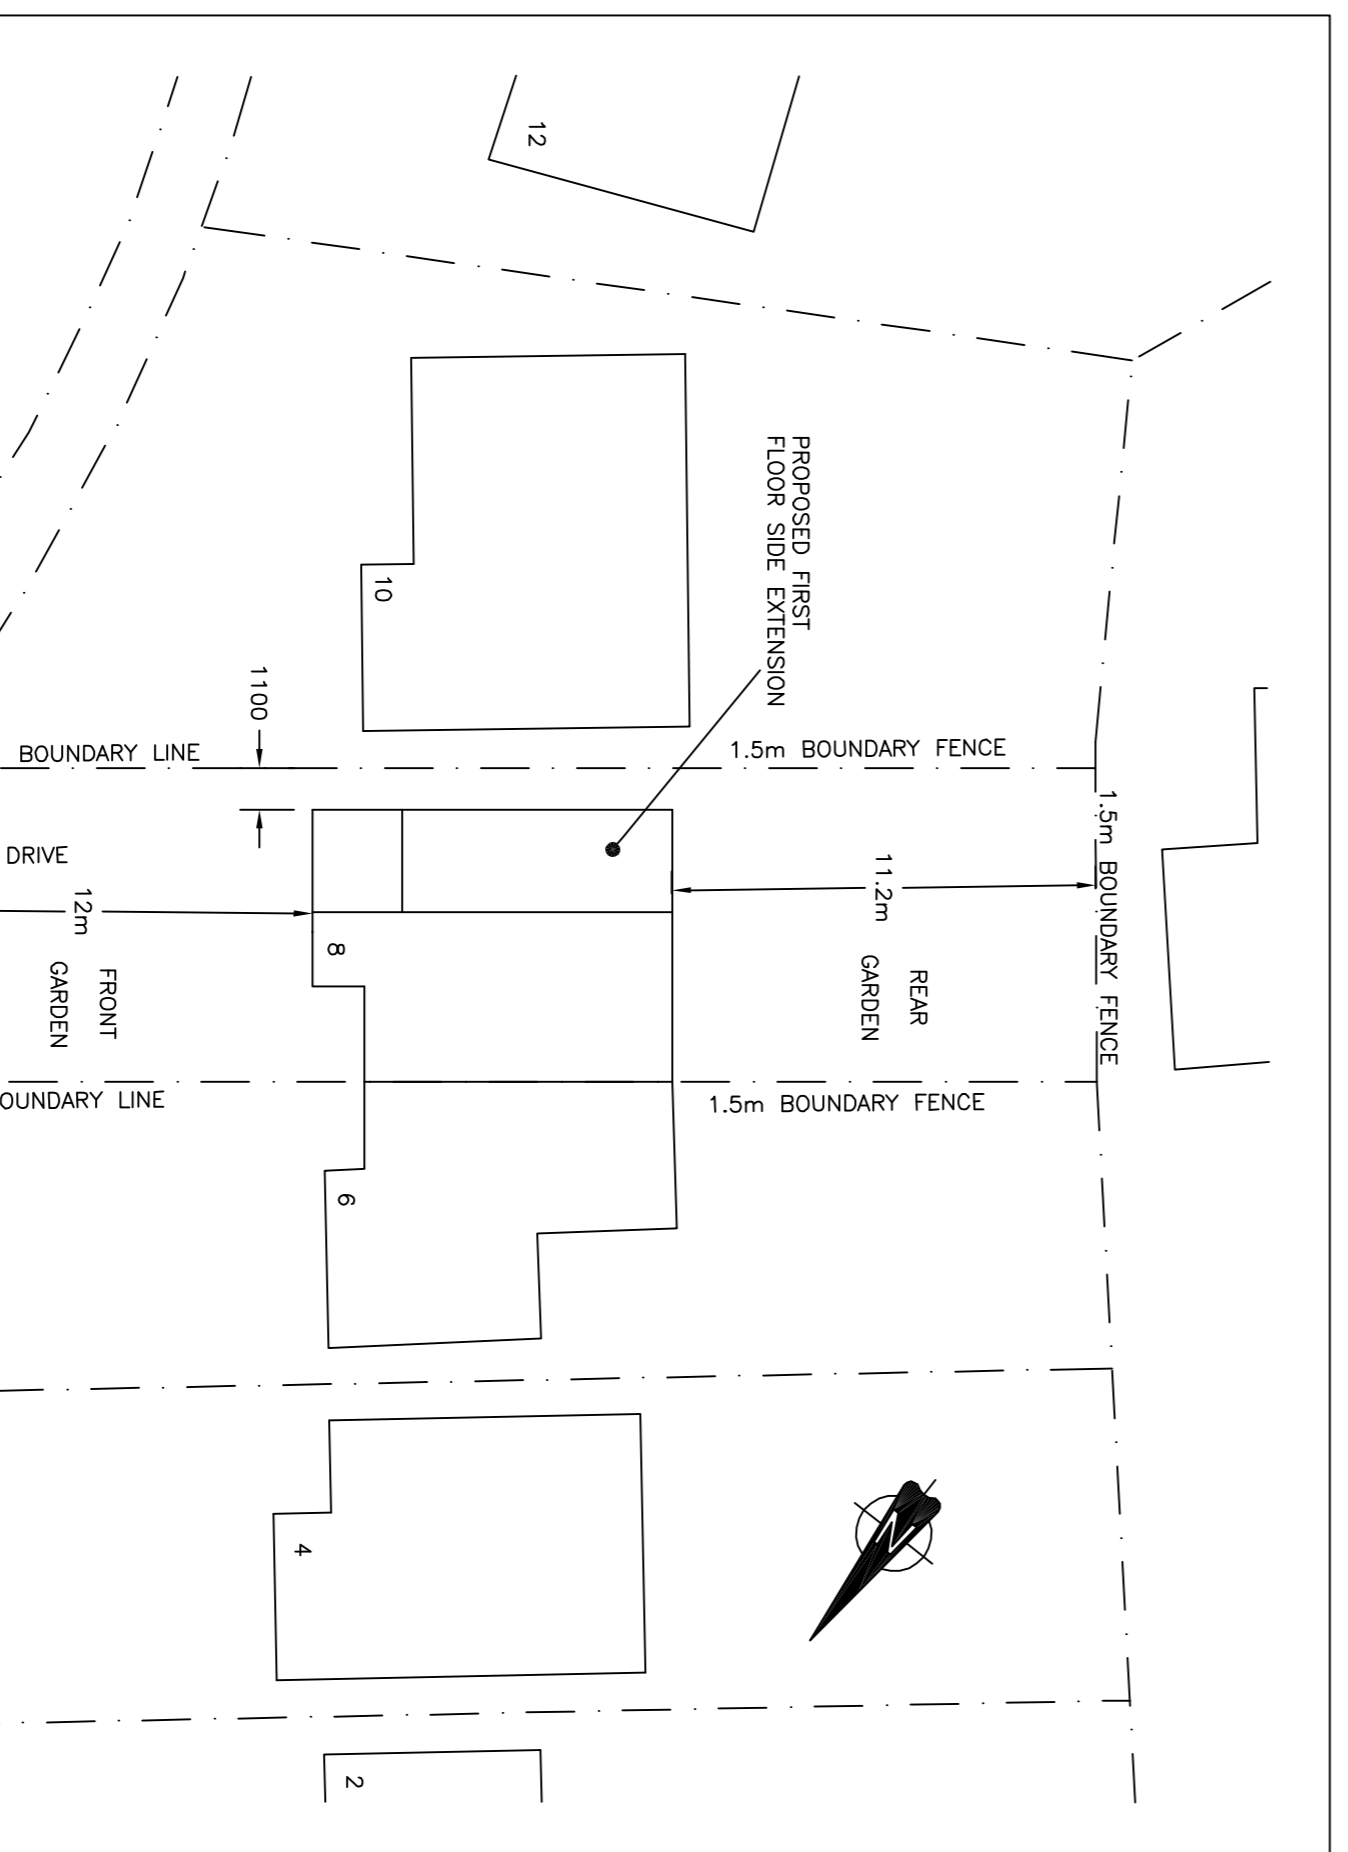 12
PROPOSED FIRST
FLOOR SIDE EXTENSION
10
1100
BOUNDARY LINE
1.5m BOUNDARY FENCE
1.5m BOUNDARY FENCE
DRIVE
12m
11.2m
8
FRONT
GARDEN
REAR
GARDEN
OUNDARY LINE
1.5m BOUNDARY FENCE
6
N
4
2